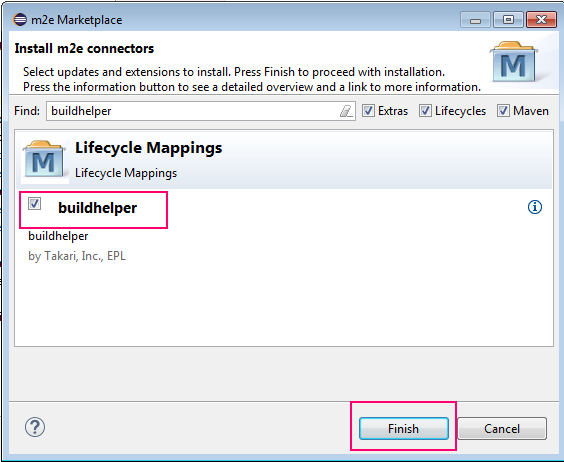 m2e Marketplace
Install m2e connectors
Select updates and extensions to install. Press Finish to proceed with installation.
Press the information button to see a detailed overview and a link to more information.
Find: buildhelper Extras Lifecycles Maven
M
M
Lifecycle Mappings
Lifecycle Mappings
buildhelper
buildhelper
by Takari, Inc., EPL
? Finish Cancel